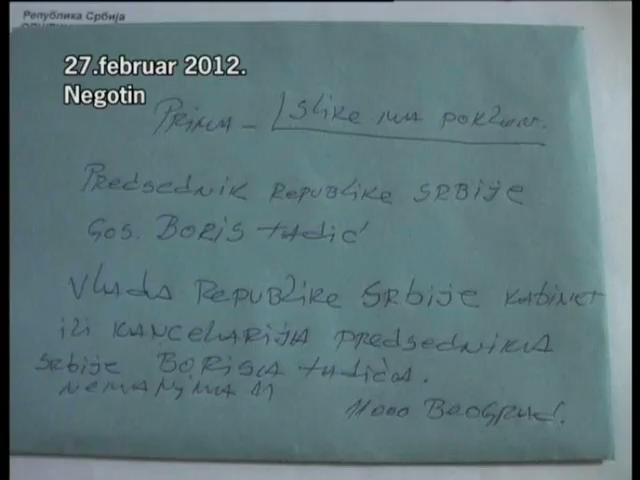 Република Србија
27.februar 2012.
Negotin
Prima - Slike na poklon.
Predsednik Republike SRBIJE
Gos. BORIS tadić
Vlada RepuBlike Srbije kabinet
ili kancelarija predsednika
Srbije BORISA tadića.
nemanjina 11
11000 Beograd.